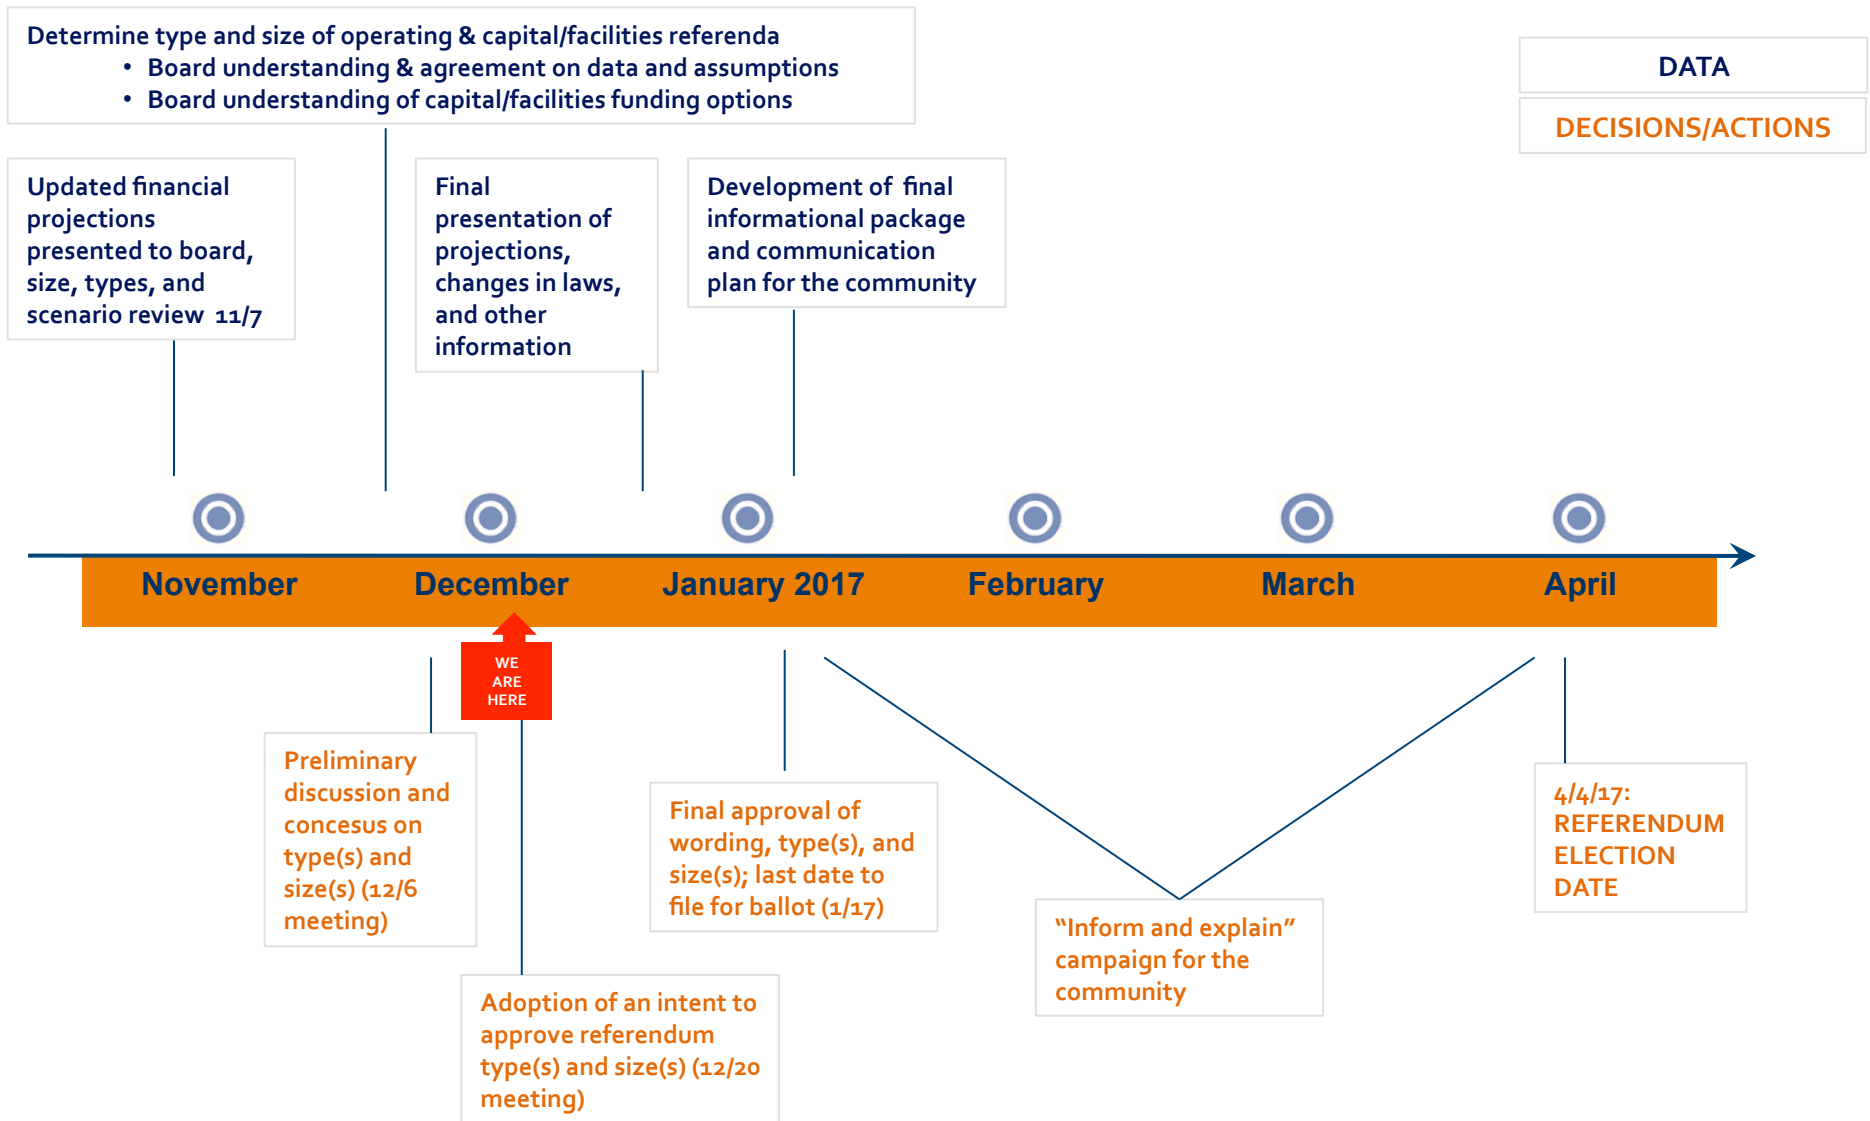 Determine type and size of operating & capital/facilities referenda
• Board understanding & agreement on data and assumptions
• Board understanding of capital/facilities funding options
DATA
DECISIONS/ACTIONS
Updated financial
projections
presented to board,
size, types, and
scenario review 11/7
Final
presentation of
projections,
changes in laws,
and other
information
Development of final
informational package
and communication
plan for the community
November
December
January 2017
February
March
April
WE
ARE
HERE
Preliminary
discussion and
concesus on
type(s) and
size(s) (12/6
meeting)
Adoption of an intent to
approve referendum
type(s) and size(s) (12/20
meeting)
Final approval of
wording, type(s), and
size(s); last date to
file for ballot (1/17)
“Inform and explain”
campaign for the
community
4/4/17:
REFERENDUM
ELECTION
DATE